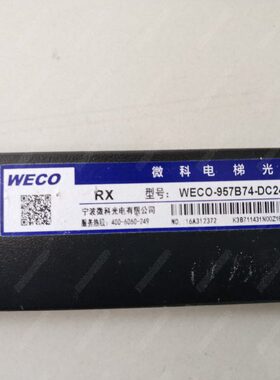 WECO
微科电梯光
RX
型号: WECO-957B74-DC24
宁波微科光电有限公司
服务热线: 400-6060-249
NO. :16A312372